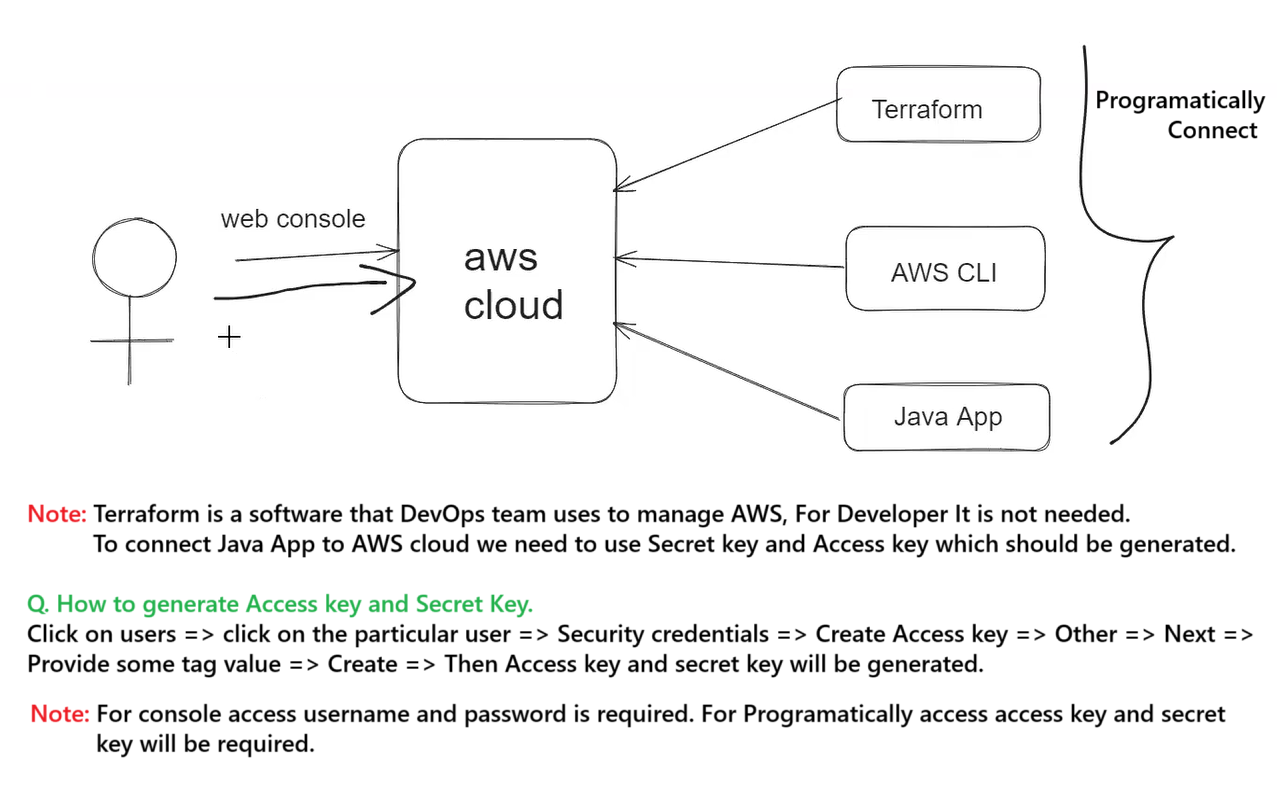 Terraform
Programatically
Connect
web console
aws
cloud
AWS CLI
Java App
Note: Terraform is a software that DevOps team uses to manage AWS, For Developer It is not needed.
To connect Java App to AWS cloud we need to use Secret key and Access key which should be generated.
Q. How to generate Access key and Secret Key.
Click on users => click on the particular user => Security credentials => Create Access key => Other => Next =>
Provide some tag value => Create => Then Access key and secret key will be generated.
Note: For console access username and password is required. For Programatically access access key and secret
key will be required.